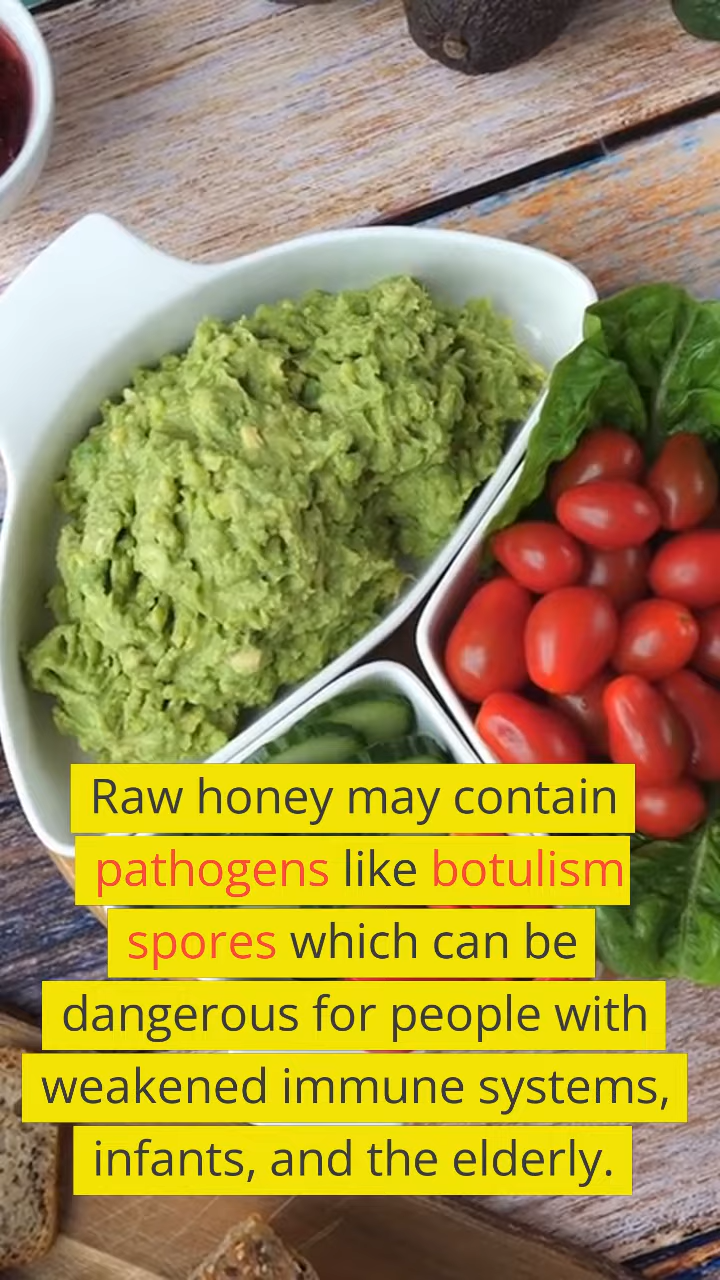 Raw honey may contain
pathogens like botulism
spores which can be
dangerous for people with
weakened immune systems,
infants, and the elderly.